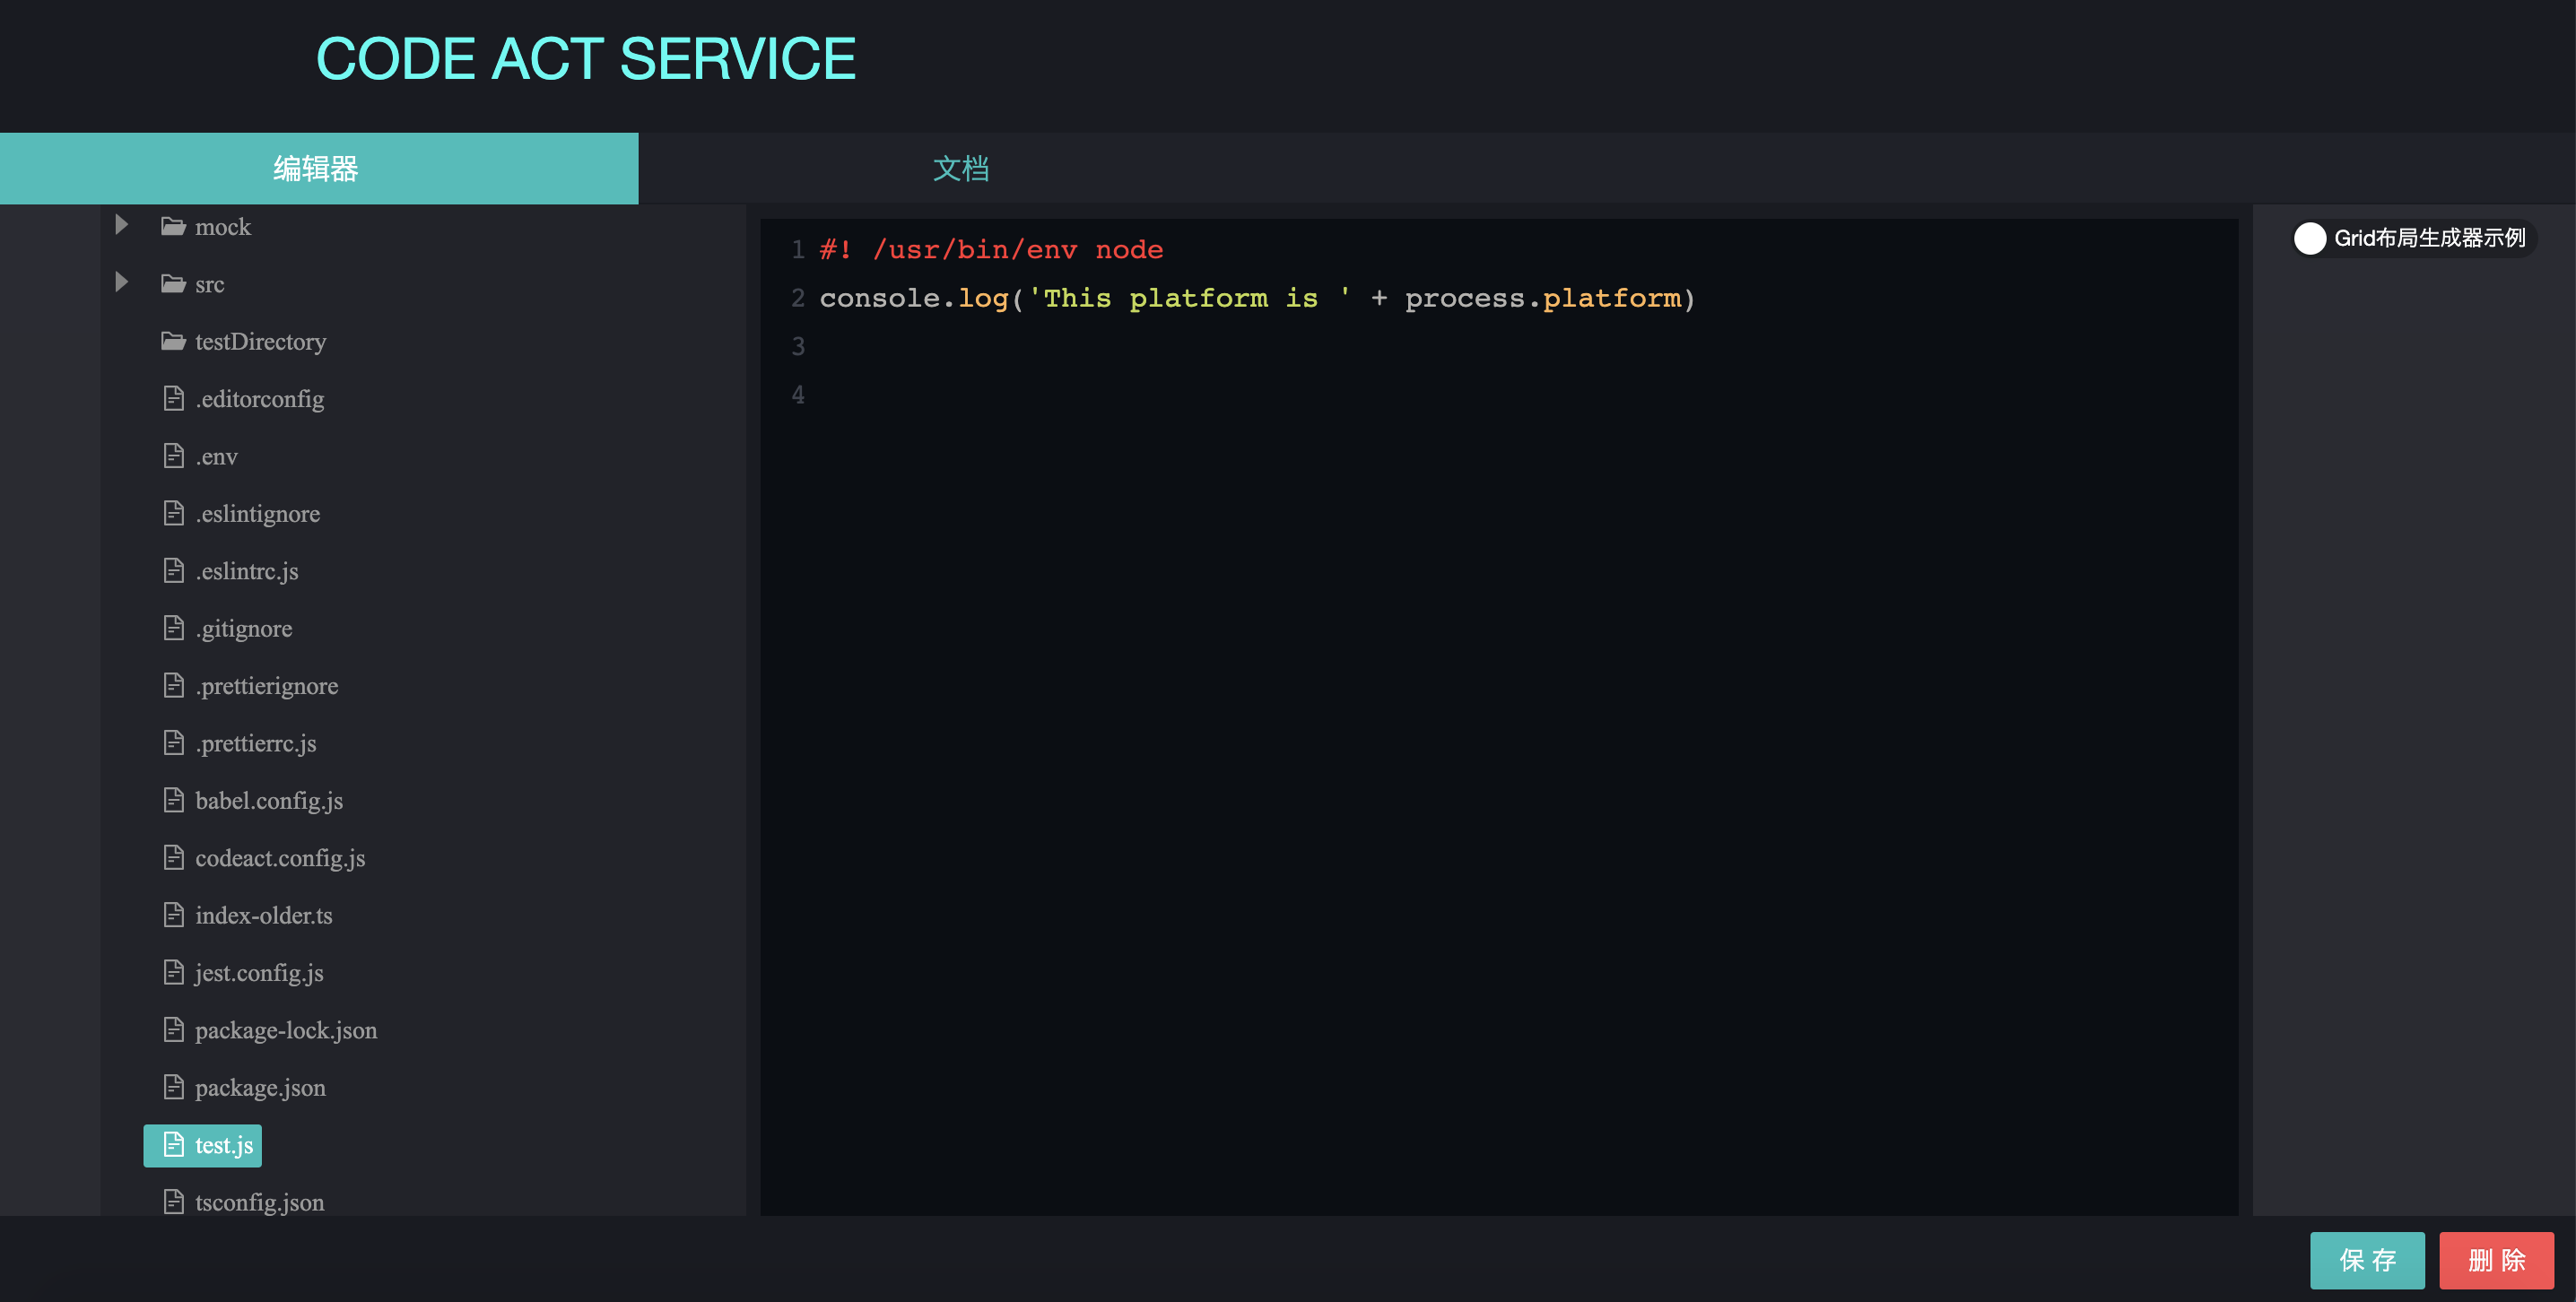 CODE ACT SERVICE
编辑器
文档
mock
src
testDirectory
.editorconfig
.env
.eslintignore
.eslintrc.js
.gitignore
.prettierignore
.prettierrc.js
babel.config.js
codeact.config.js
index-older.ts
jest.config.js
package-lock.json
package.json
test.js
tsconfig.json
1 #! /usr/bin/env node
2 console.log('This platform is ' + process.platform)
3
4
Grid布局生成器示例
保 存
删 除